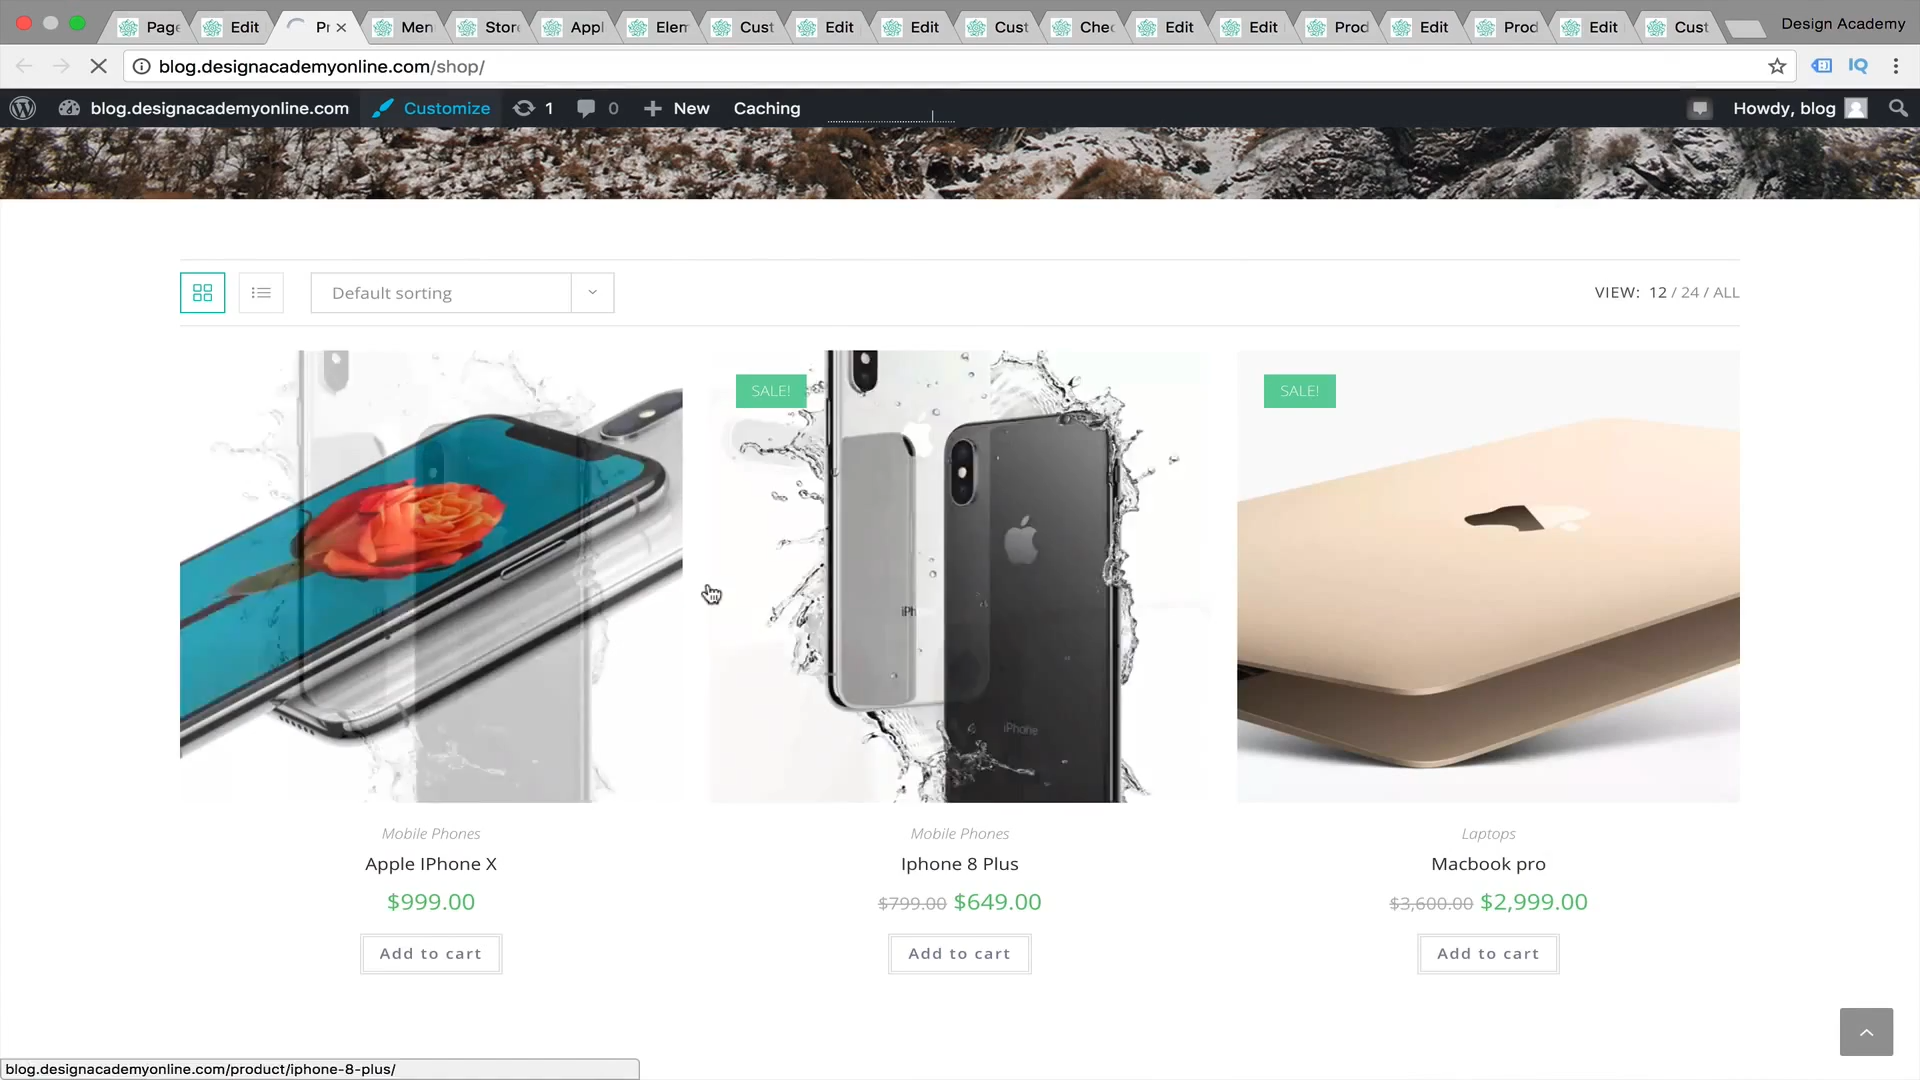 Page
Edit
Pr
Men
Store
Appl
Elem
Cust
Edit
Edit
Cust
Chec
Edit
Edit
Prod
Edit
Prod
Edit
Cust
Design Academy
blog.designacademyonline.com/shop/
IQ
blog.designacademyonline.com
Customize
1
0
New
Caching
Howdy, blog
Default sorting
VIEW: 12 / 24 / ALL
SALE!
SALE!
iPh
iPhone
Mobile Phones
Mobile Phones
Laptops
Apple IPhone X
Iphone 8 Plus
Macbook pro
$999.00
$799.00 $649.00
$3,600.00 $2,999.00
Add to cart
Add to cart
Add to cart
blog.designacademyonline.com/product/iphone-8-plus/